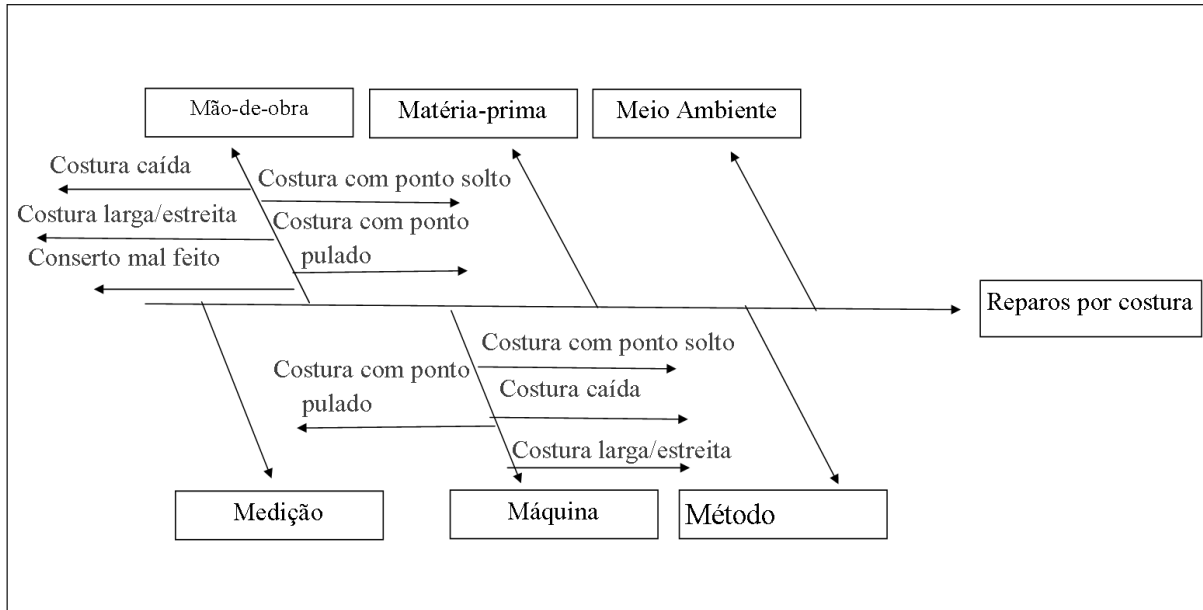 Mão-de-obra
Matéria-prima
Meio Ambiente
Costura caída
Costura com ponto solto
Costura larga/estreita
Costura com ponto
pulado
Conserto mal feito
Reparos por costura
Costura com ponto solto
Costura com ponto
pulado
Costura caída
Costura larga/estreita
Medição
Máquina
Método